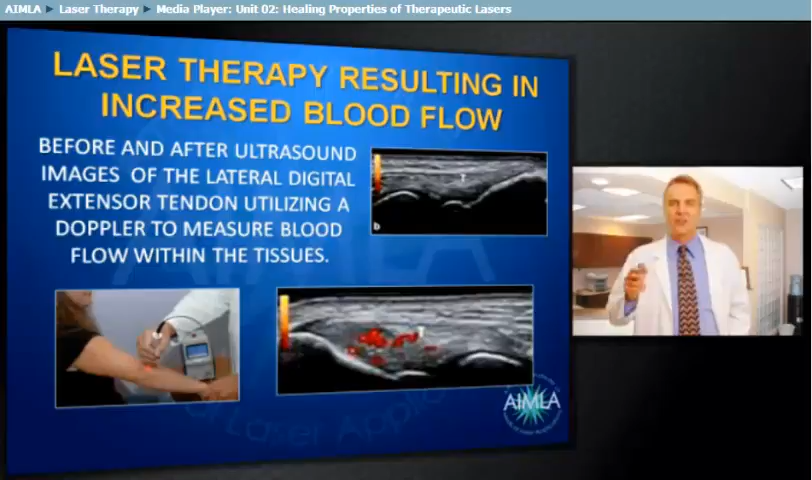 AIMLA ► Laser Therapy ► Media Player: Unit 02: Healing Properties of Therapeutic Lasers
LASER THERAPY RESULTING IN
INCREASED BLOOD FLOW
BEFORE AND AFTER ULTRASOUND
IMAGES OF THE LATERAL DIGITAL
EXTENSOR TENDON UTILIZING A
DOPPLER TO MEASURE BLOOD
FLOW WITHIN THE TISSUES.
b
AIMLA